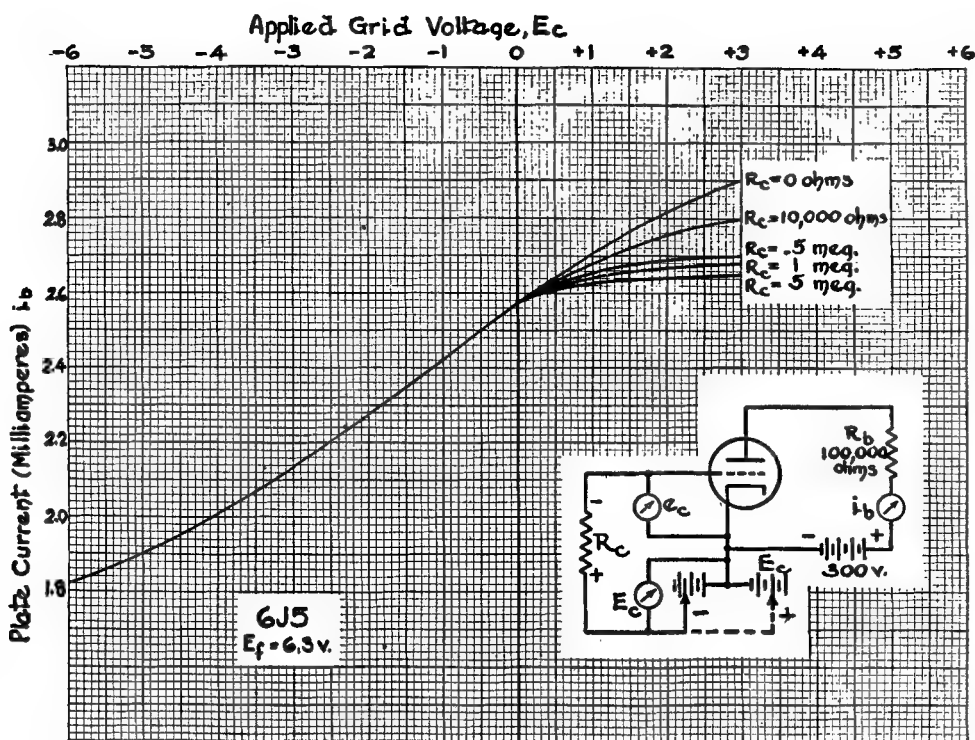 Applied Grid Voltage, Ec
-6 -5 -4 -3 -2 -1 0 +1 +2 +3 +4 +5 +6
Plate Current (Milliamperes) ib
3.0
2.8
2.6
2.4
2.2
2.0
1.8
Rc=0 ohms
Rc=10,000 ohms
Rc=.5 meg.
Rc= 1 meg.
Rc= 5 meg.
6J5
Ef=6.3 v.
Rb
100,000
ohms
ib
- +
300 v.
-
Rc
+
ec
Ec
-
Ec
+